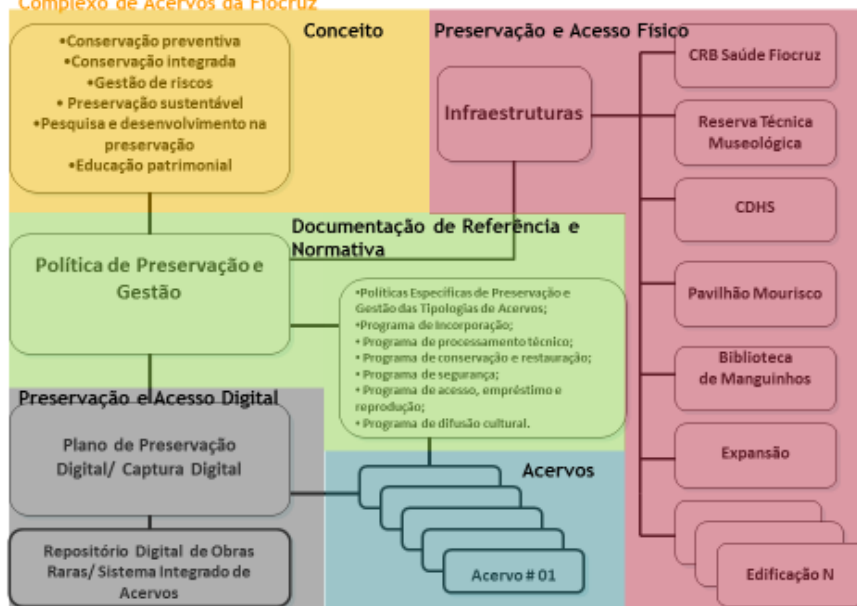 Complexo de Acervos da Fiocruz
Conceito
•Conservação preventiva
•Conservação integrada
•Gestão de riscos
• Preservação sustentável
•Pesquisa e desenvolvimento na
preservação
•Educação patrimonial
Preservação e Acesso Físico
Infraestruturas
CRB Saúde Fiocruz
Reserva Técnica
Museológica
CDHS
Pavilhão Mourisco
Biblioteca
de Manguinhos
Expansão
Edificação N
Documentação de Referência e
Normativa
Política de Preservação e
Gestão
•Políticas Específicas de Preservação e
Gestão das Tipologias de Acervos;
•Programa de Incorporação;
• Programa de processamento técnico;
• Programa de conservação e restauração;
• Programa de segurança;
• Programa de acesso, empréstimo e
reprodução;
• Programa de difusão cultural.
Preservação e Acesso Digital
Plano de Preservação
Digital/ Captura Digital
Repositório Digital de Obras
Raras/ Sistema Integrado de
Acervos
Acervos
Acervo # 01